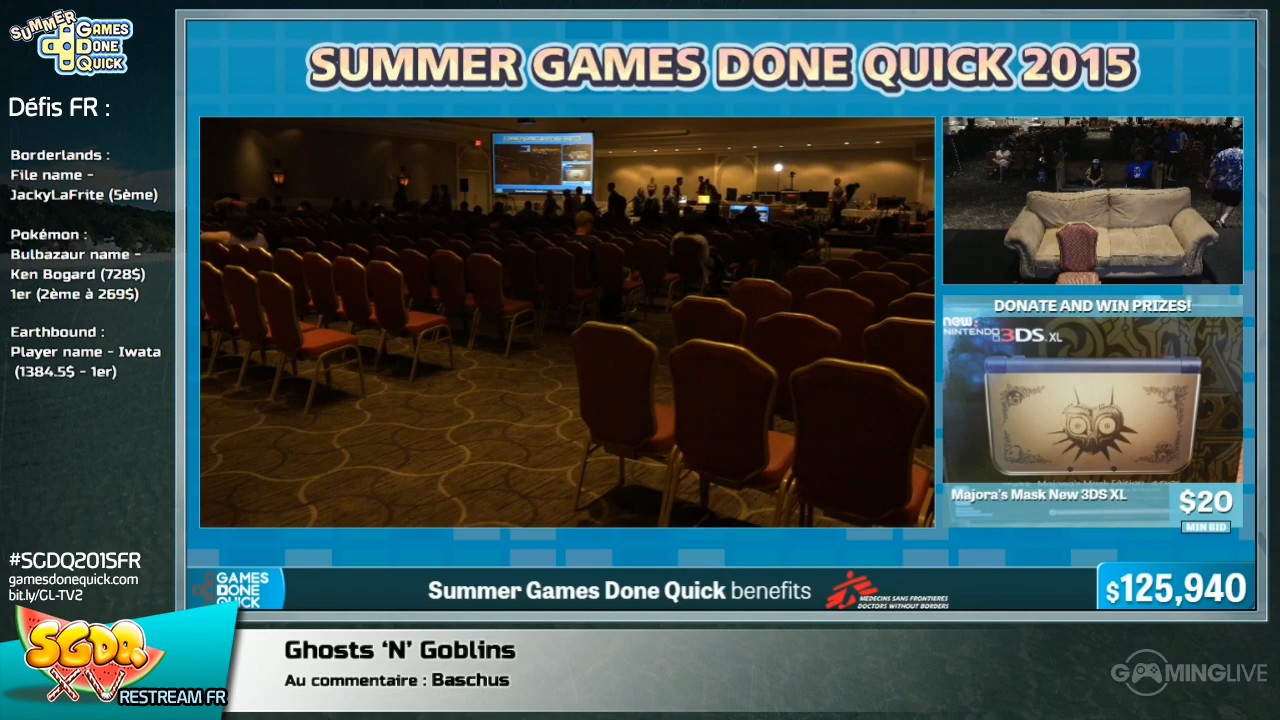 SUMMER GAMES DONE QUICK
Défis FR :
Borderlands :
File name -
JackyLaFrite (5ème)
Pokémon :
Bulbazaur name -
Ken Bogard (728$)
1er (2ème à 269$)
Earthbound :
Player name - Iwata
(1384.5$ - 1er)
#SGDQ2015FR
gamesdonequick.com
bit.ly/GL-TV2
SUMMER GAMES DONE QUICK 2015
DONATE AND WIN PRIZES!
new
NINTENDO 3DS XL
Majora's Mask New 3DS XL
$20
MIN BID
GAMES DONE QUICK
Summer Games Done Quick benefits
MEDECINS SANS FRONTIERES
DOCTORS WITHOUT BORDERS
$125,940
SGDQ
RESTREAM FR
Ghosts ‘N’ Goblins
Au commentaire : Baschus
GAMINGLIVE